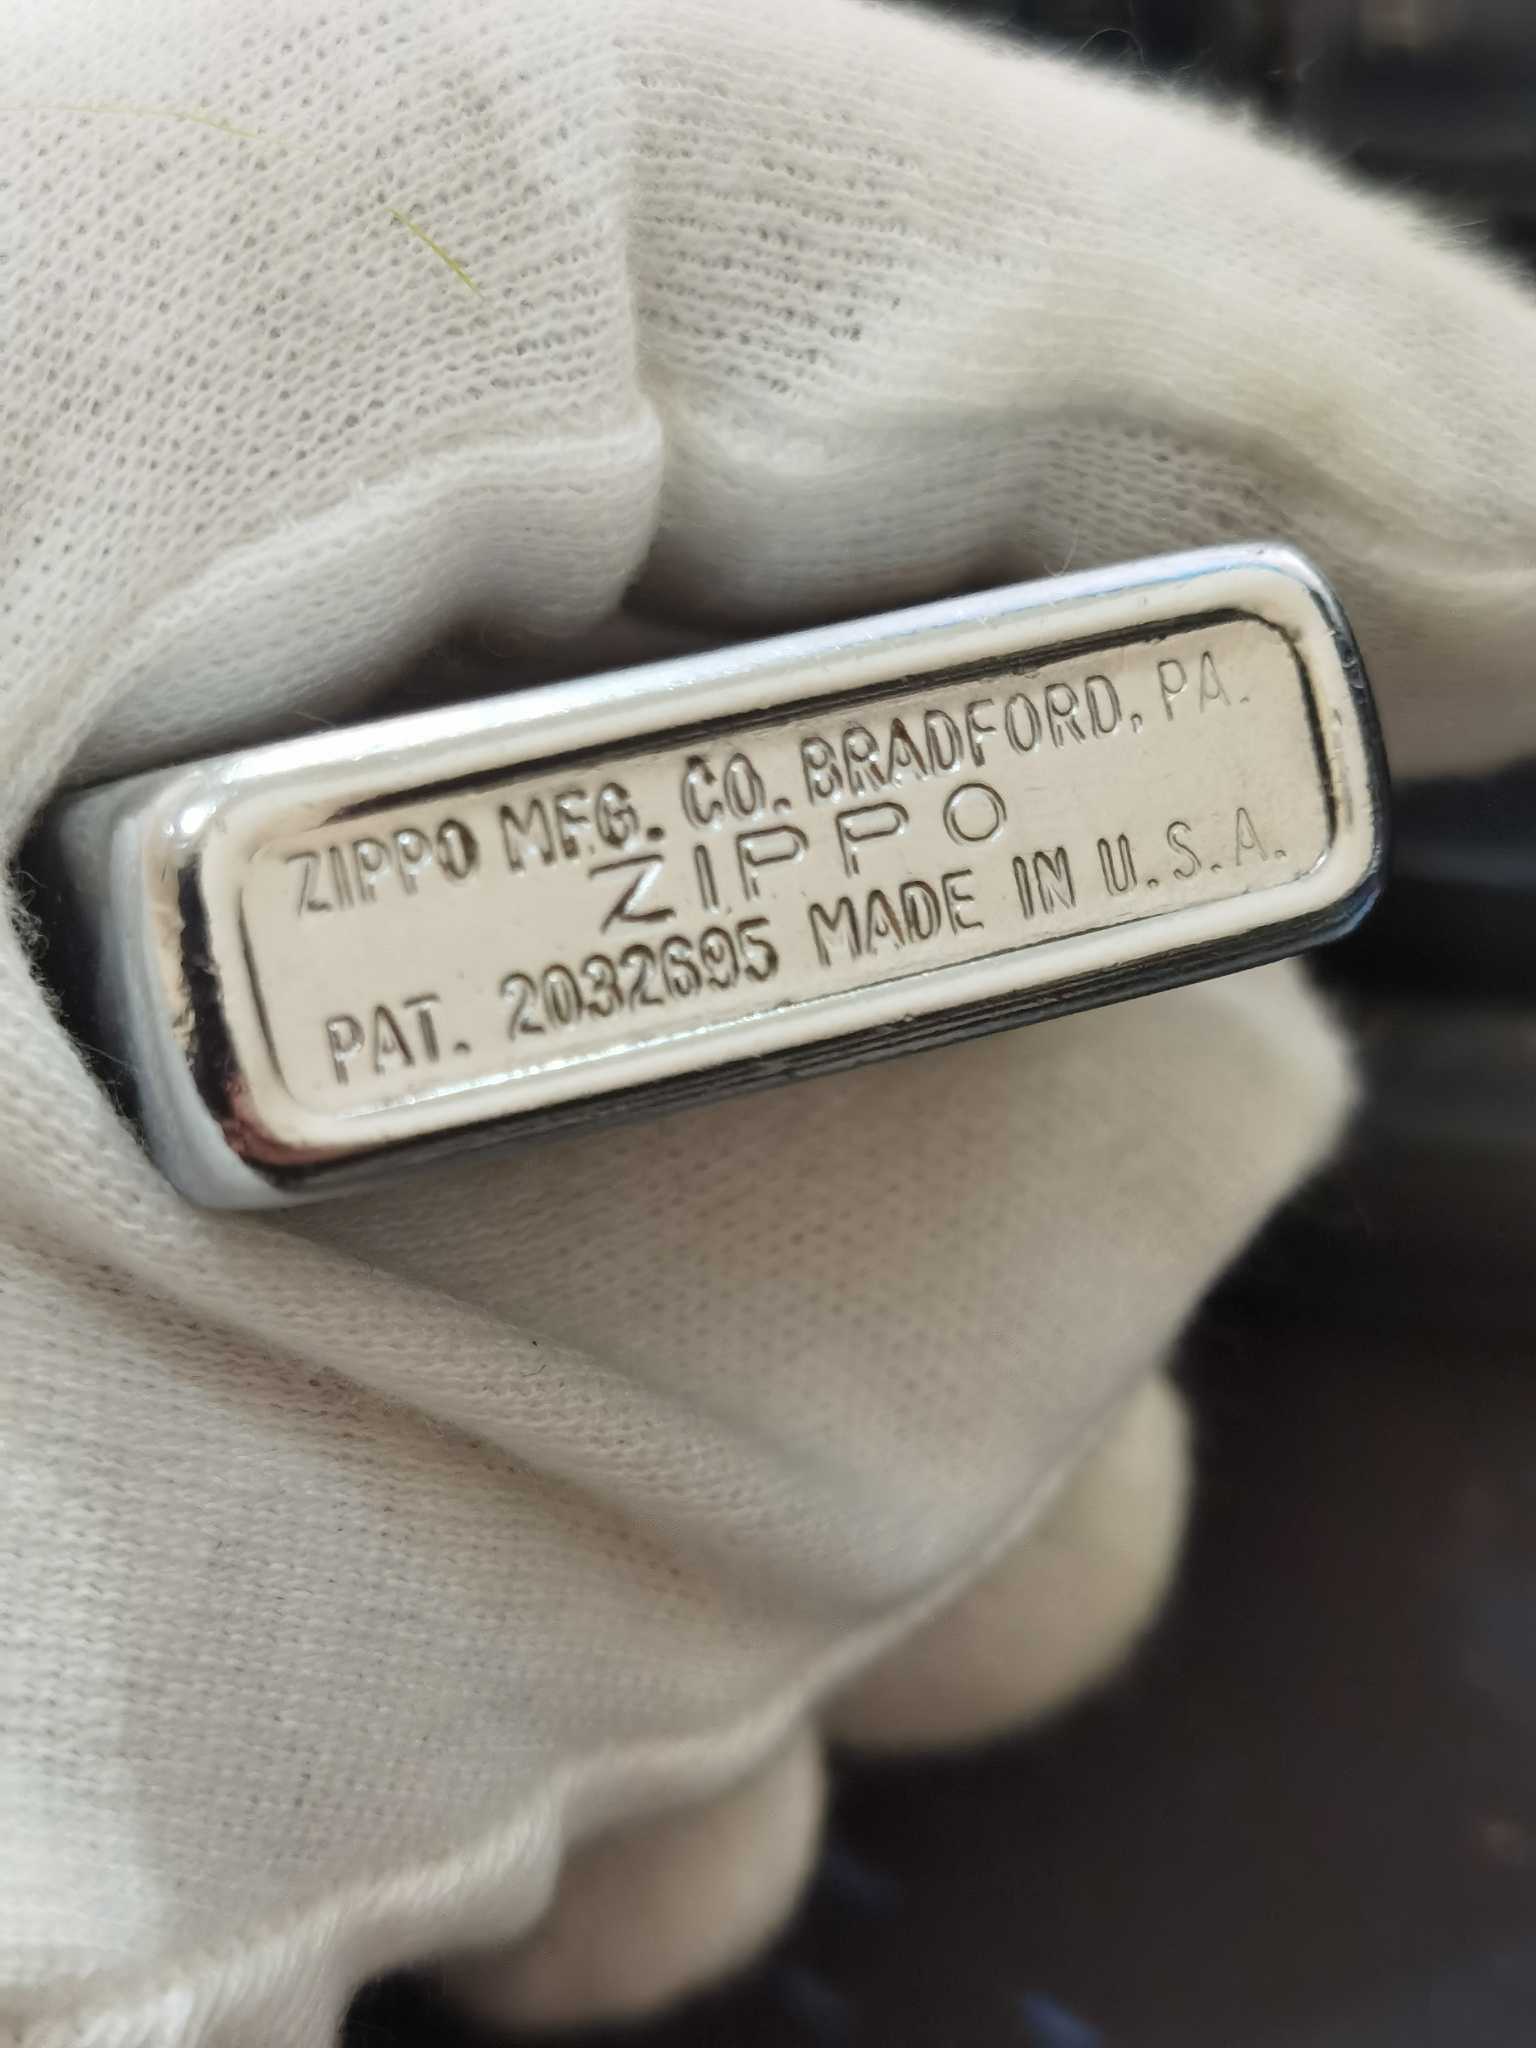 ZIPPO MFG. CO. BRADFORD, PA.
ZIPPO
PAT. 2032695 MADE IN U.S.A.